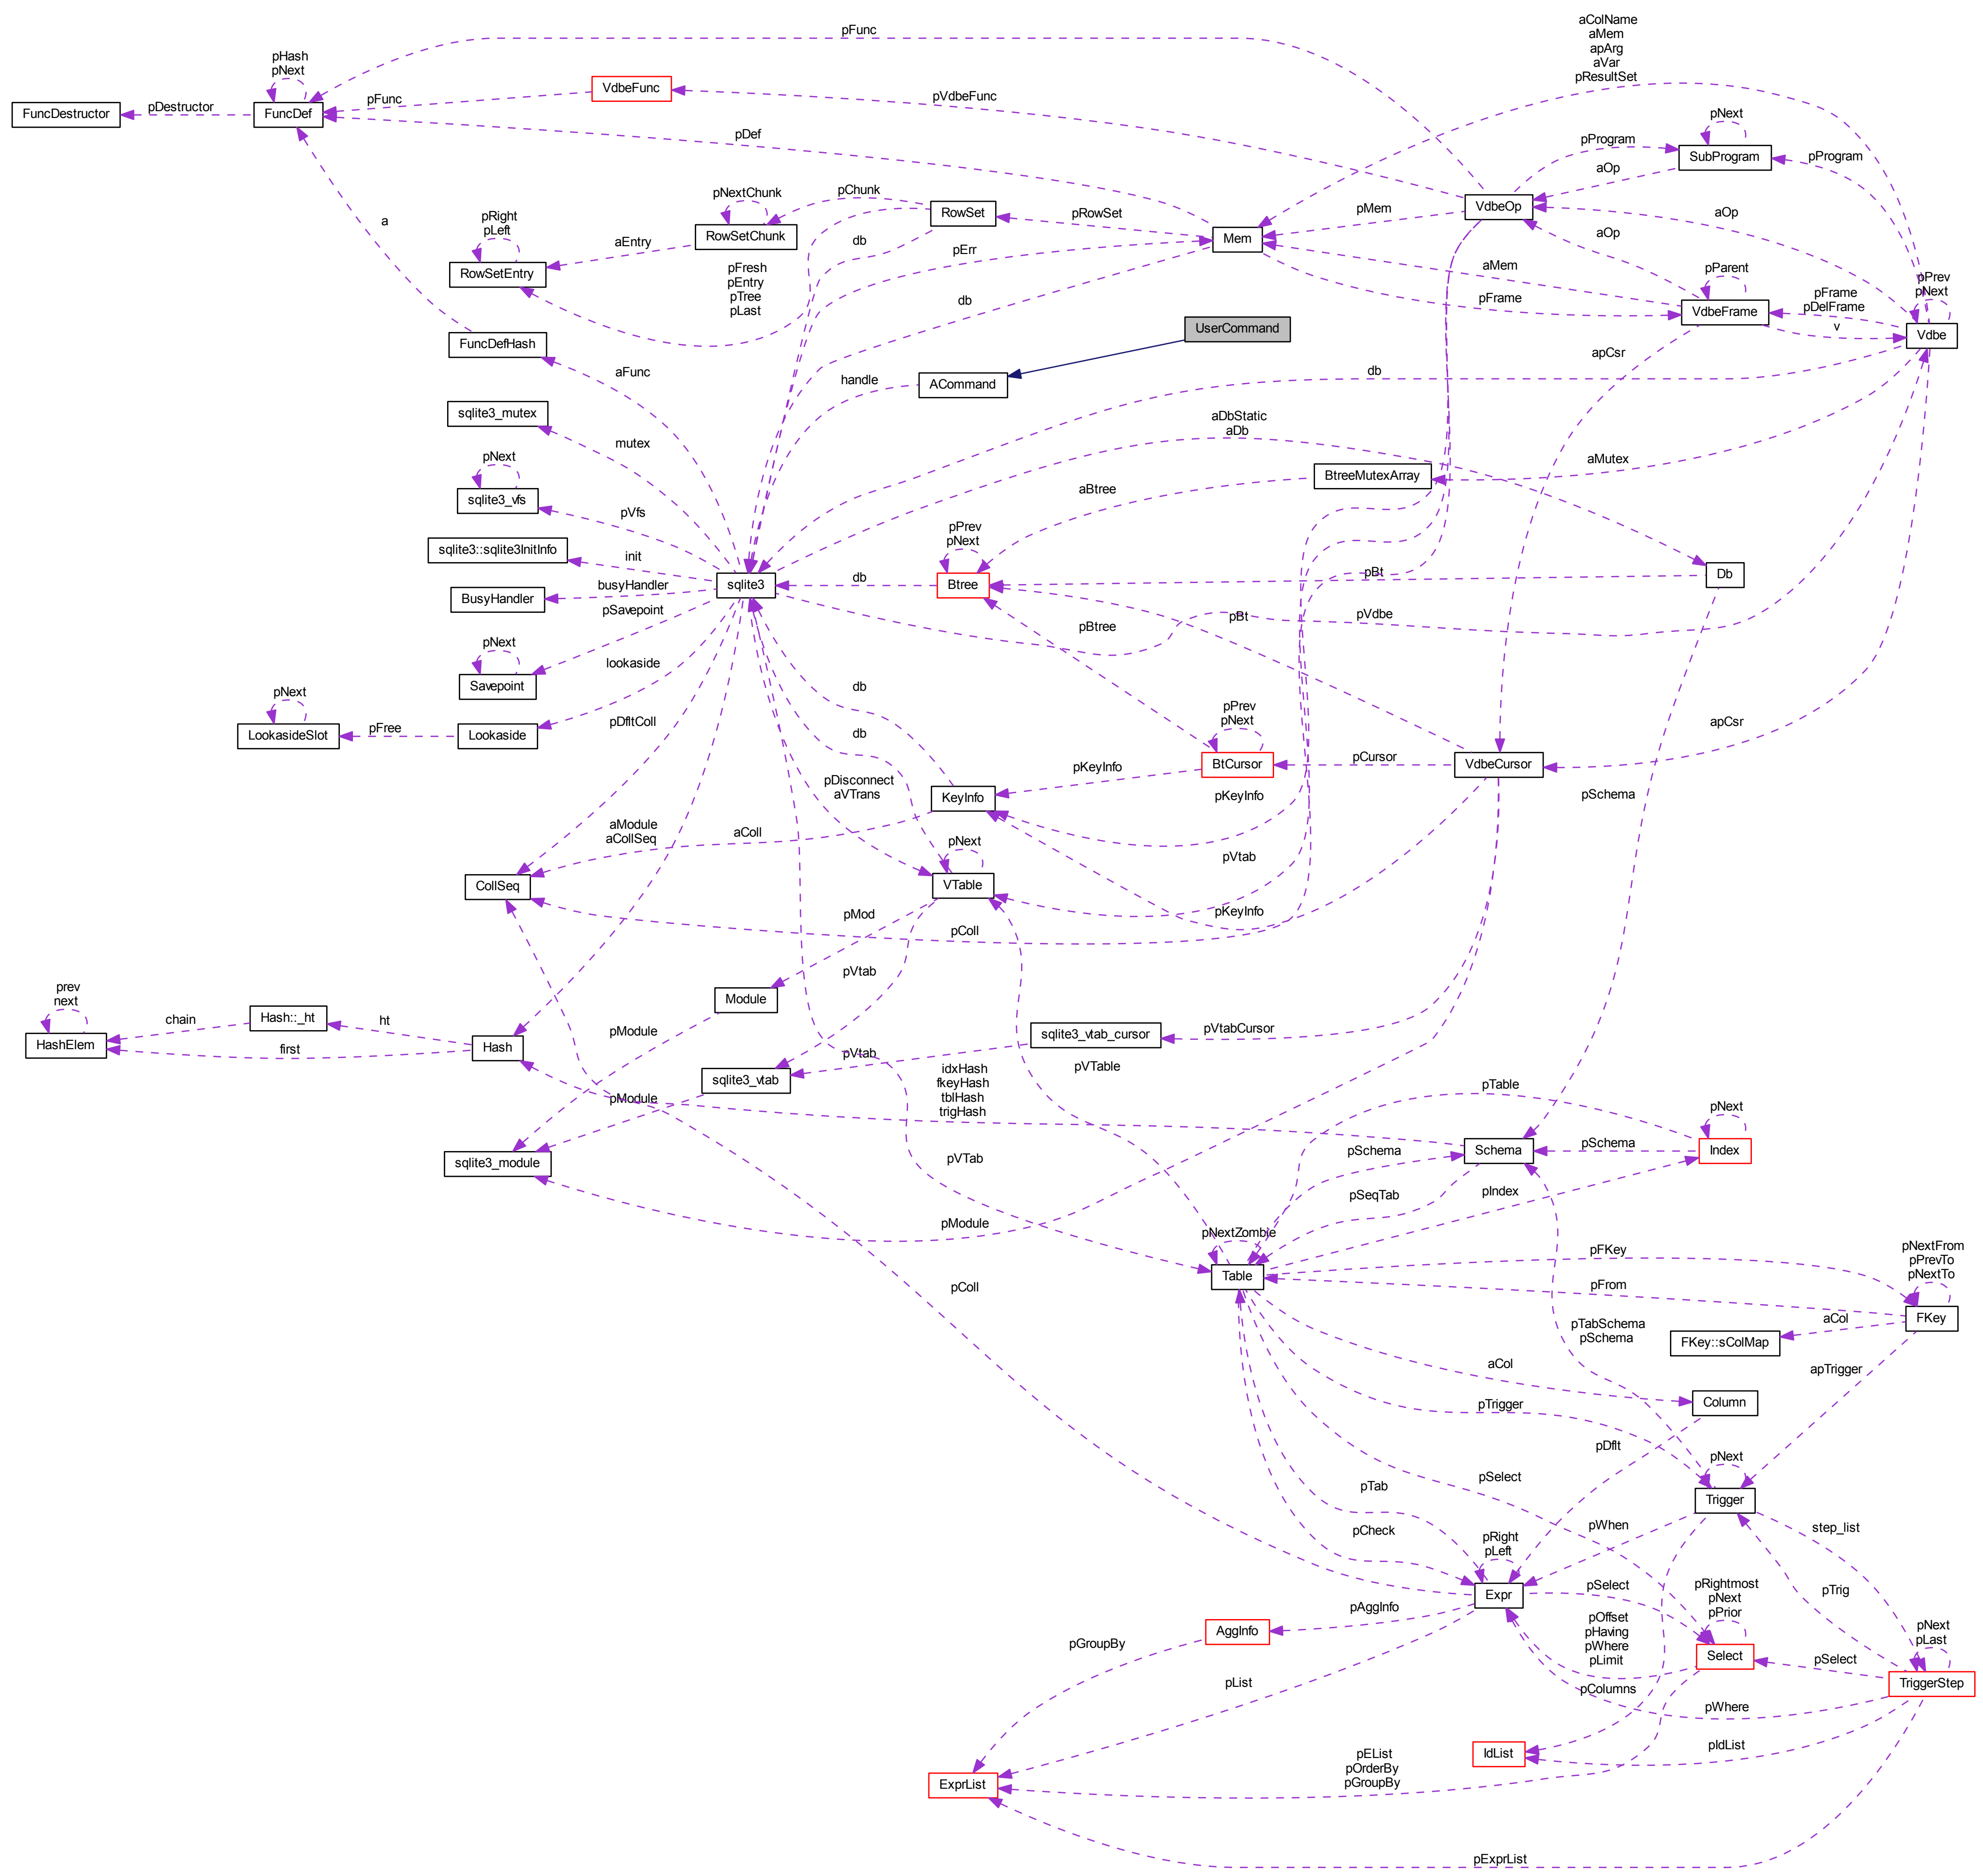 pFunc
aColName
aMem
apArg
aVar
pResultSet
pHash
pNext
VdbeFunc
pFunc
pVdbeFunc
FuncDestructor
pDestructor
FuncDef
pDef
pNext
pProgram
SubProgram
pProgram
aOp
pNextChunk
pChunk
RowSet
pRowSet
VdbeOp
pMem
aOp
pRight
pLeft
RowSetChunk
aEntry
RowSetEntry
db
pErr
Mem
aOp
a
pFresh
pEntry
pTree
pLast
aMem
pParent
pPrev
pNext
db
pFrame
VdbeFrame
pFrame
pDelFrame
v
Vdbe
UserCommand
FuncDefHash
aFunc
handle
ACommand
apCsr
db
sqlite3_mutex
mutex
aDbStatic
aDb
pNext
sqlite3_vfs
pVfs
BtreeMutexArray
aBtree
aMutex
sqlite3::sqlite3InitInfo
init
pPrev
pNext
BusyHandler
busyHandler
sqlite3
db
Btree
pBt
Db
pSavepoint
pBtree
pBt
pVdbe
pNext
Savepoint
lookaside
db
pNext
LookasideSlot
pFree
Lookaside
pDfltColl
db
pPrev
pNext
BtCursor
pCursor
VdbeCursor
apCsr
pDisconnect
aVTrans
KeyInfo
pKeyInfo
pKeyInfo
pSchema
aModule
aCollSeq
aColl
pNext
pVtab
CollSeq
VTable
pMod
pColl
pKeyInfo
pVtab
prev
next
HashElem
chain
Hash::_ht
ht
first
Hash
Module
pModule
sqlite3_vtab_cursor
pVtabCursor
pVtab
sqlite3_vtab
idxHash
fkeyHash
tblHash
trigHash
pVTable
pTable
pNext
pModule
sqlite3_module
pVTab
pSchema
Schema
pSchema
Index
pSeqTab
pIndex
pModule
pNextZombie
Table
pFKey
pFrom
pNextFrom
pPrevTo
pNextTo
FKey
pColl
pTabSchema
pSchema
aCol
FKey::sColMap
apTrigger
aCol
Column
pTrigger
pDflt
pNext
pSelect
pTab
Trigger
pCheck
pWhen
step_list
pRight
pLeft
Expr
pSelect
pRightmost
pNext
pPrior
pTrig
pAggInfo
AggInfo
pGroupBy
pOffset
pHaving
pWhere
pLimit
Select
pSelect
pNext
pLast
TriggerStep
pList
pColumns
pWhere
IdList
pIdList
ExprList
pEList
pOrderBy
pGroupBy
pExprList